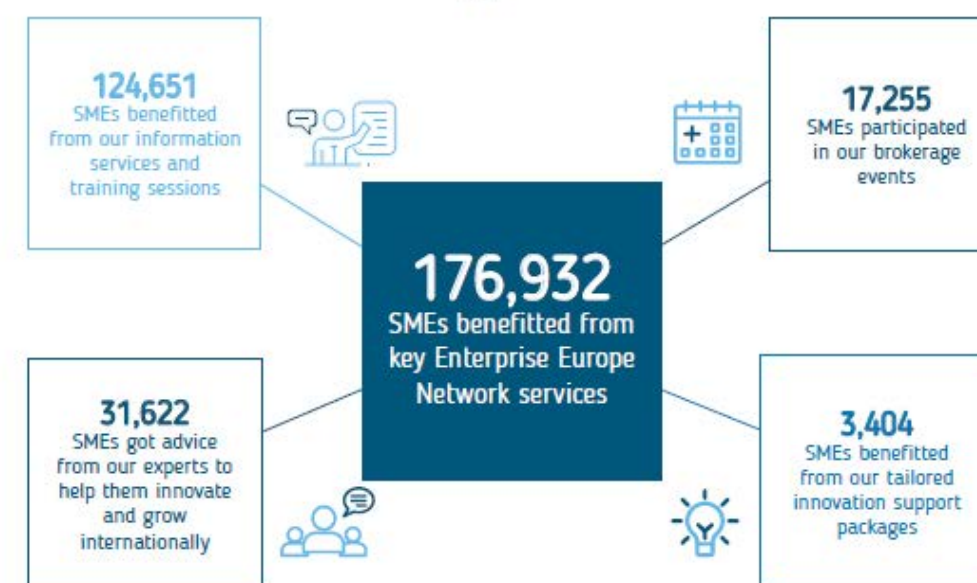 124,651
SMEs benefitted
from our information
services and
training sessions
17,255
SMEs participated
in our brokerage
events
176,932
SMEs benefitted from
key Enterprise Europe
Network services
31,622
SMEs got advice
from our experts to
help them innovate
and grow
internationally
3,404
SMEs benefitted
from our tailored
innovation support
packages